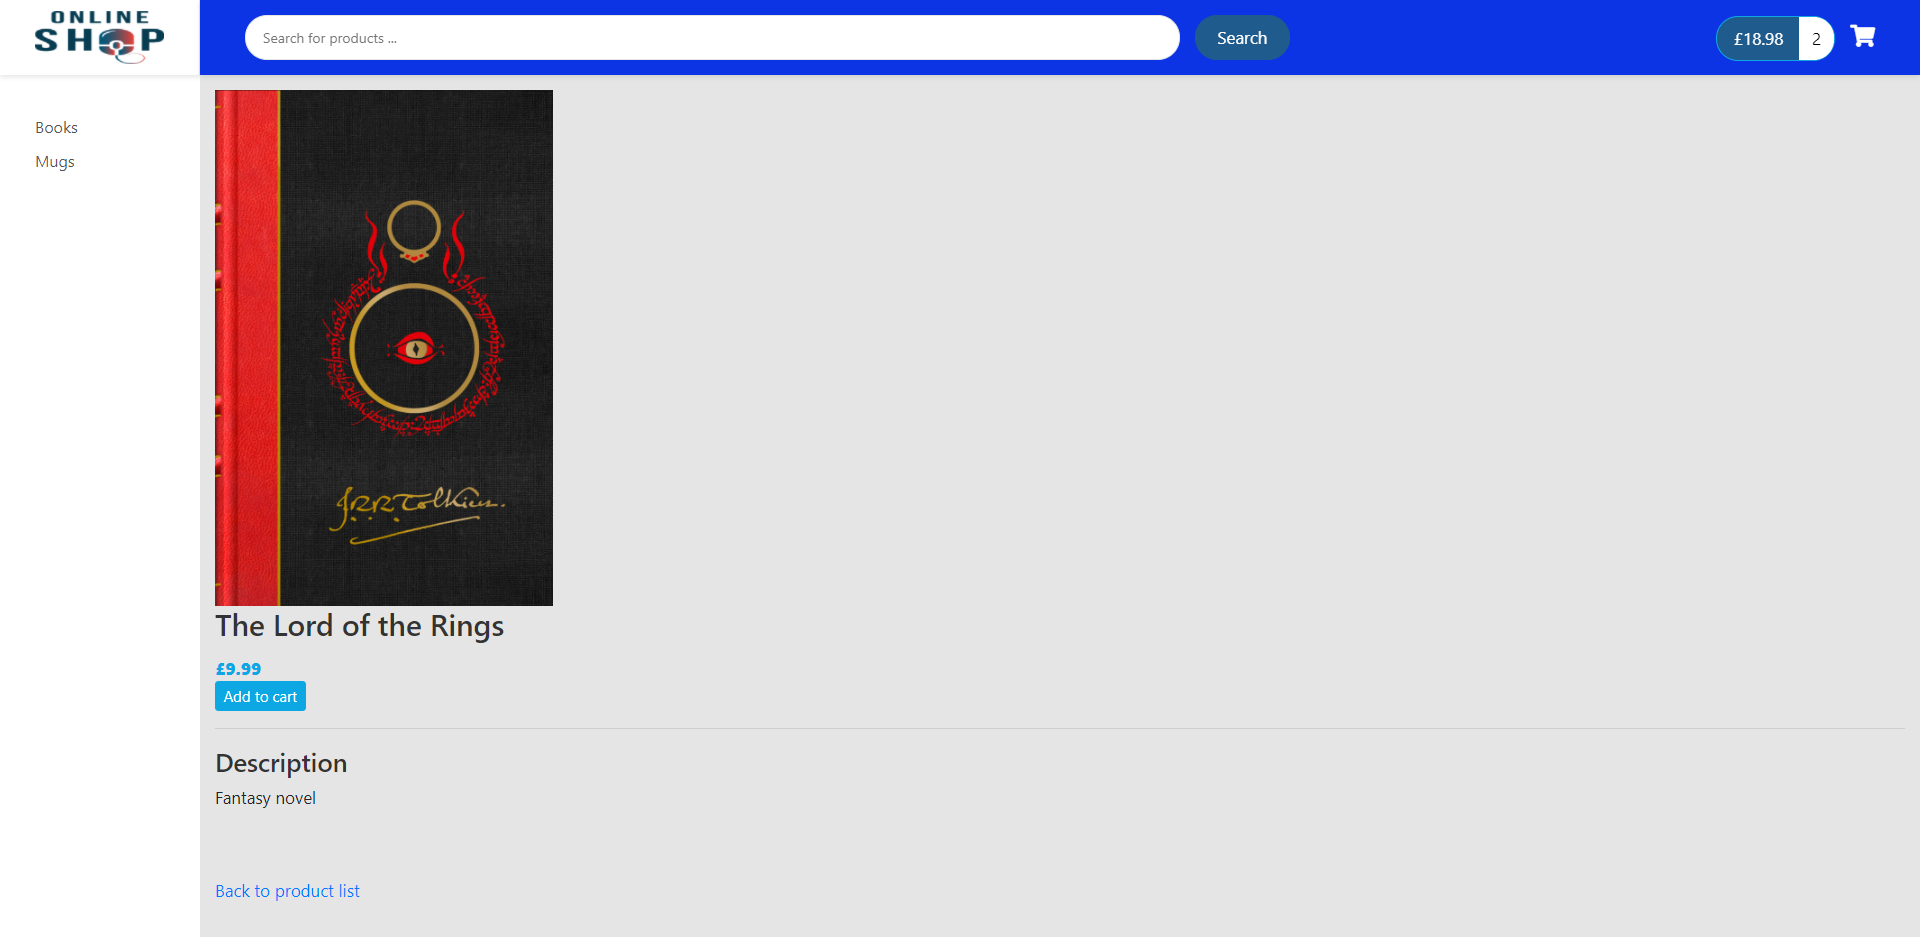 ONLINE
SHOP
Search for products ...
Search
£18.98 2
Books
Mugs
J.R.R. Tolkien.
The Lord of the Rings
£9.99
Add to cart
Description
Fantasy novel
Back to product list